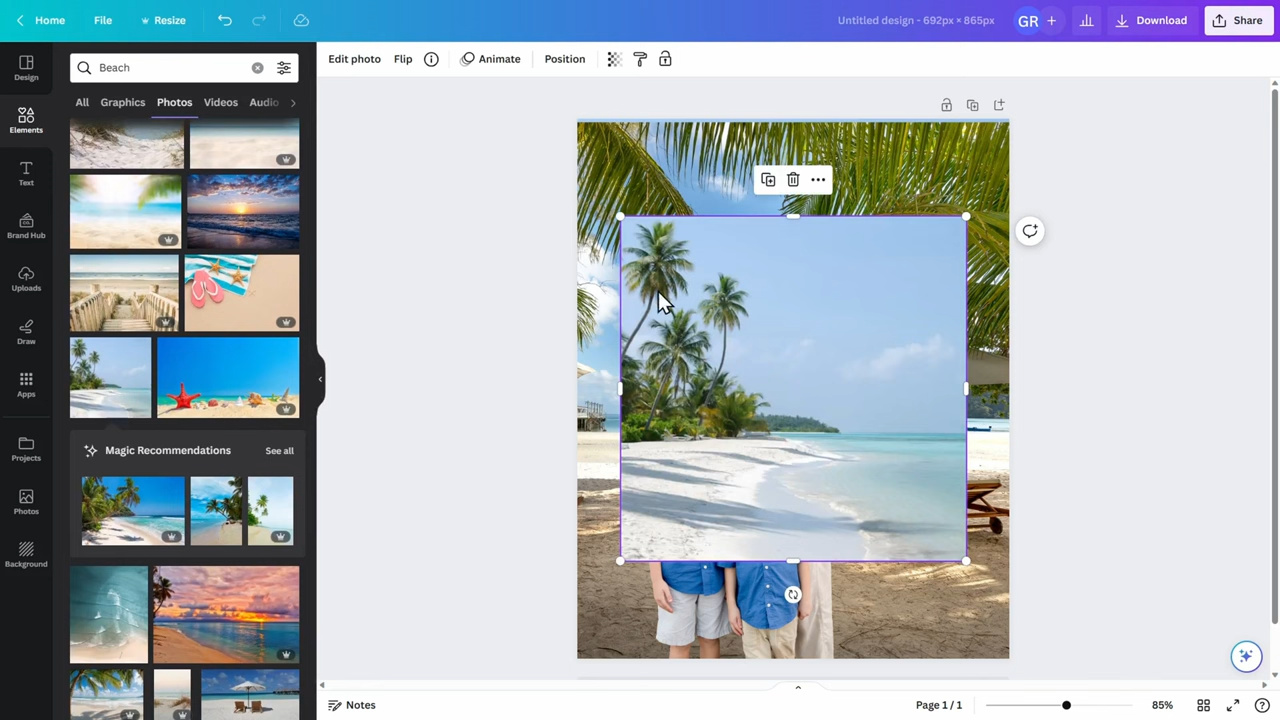 Home
File
Resize
Untitled design - 692px × 865px
GR
Download
Share
Design
Elements
Text
Brand Hub
Uploads
Draw
Apps
Projects
Photos
Background
Beach
All
Graphics
Photos
Videos
Audio
Magic Recommendations
See all
Edit photo
Flip
Animate
Position
Notes
Page 1 / 1
85%